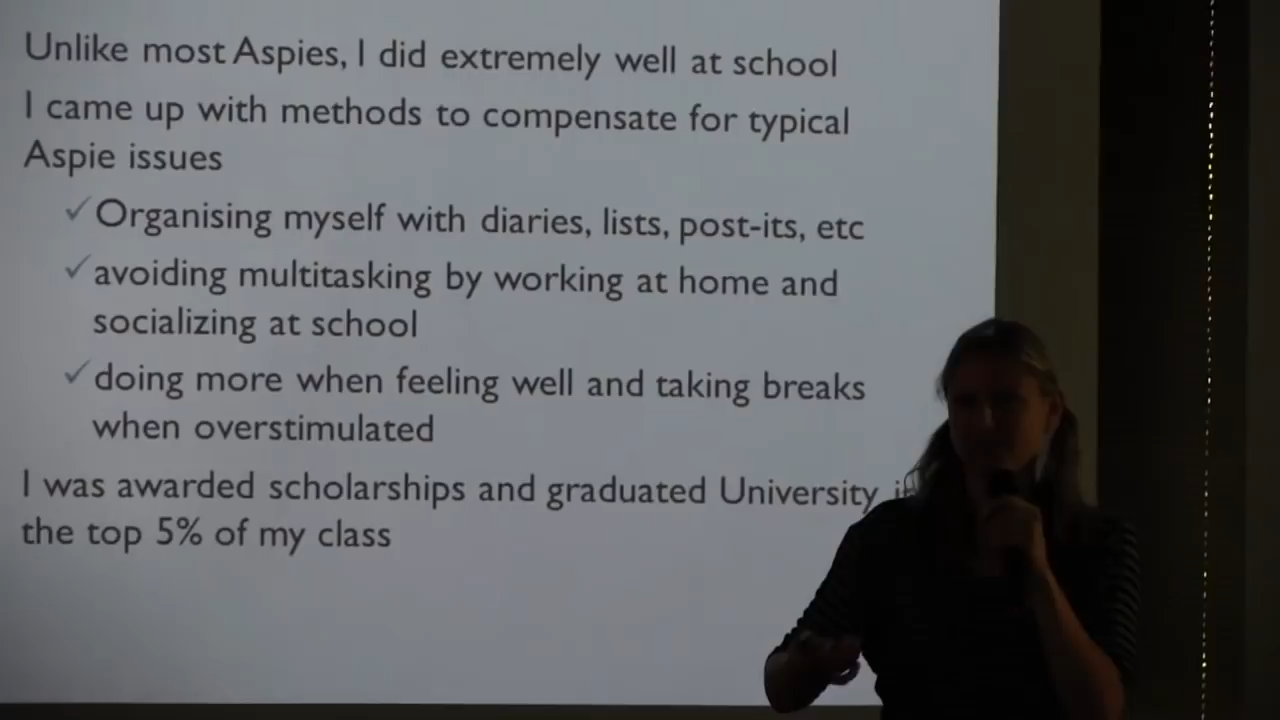 Unlike most Aspies, I did extremely well at school
I came up with methods to compensate for typical
Aspie issues
✓Organising myself with diaries, lists, post-its, etc
✓avoiding multitasking by working at home and
socializing at school
✓doing more when feeling well and taking breaks
when overstimulated
I was awarded scholarships and graduated University
the top 5% of my class